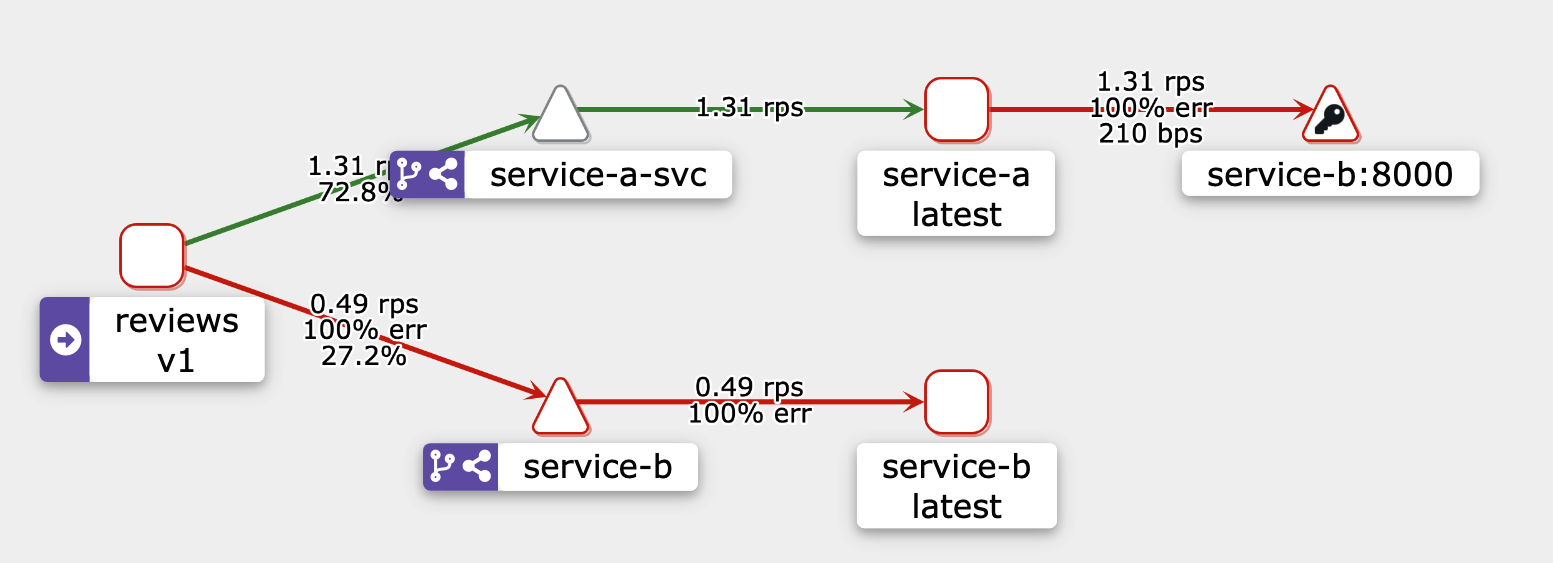 1.31 rps
100% err
210 bps
1.31 rps
service-a-svc
service-a
latest
service-b:8000
1.31
72.8%
reviews
v1
0.49 rps
100% err
27.2%
0.49 rps
100% err
service-b
service-b
latest